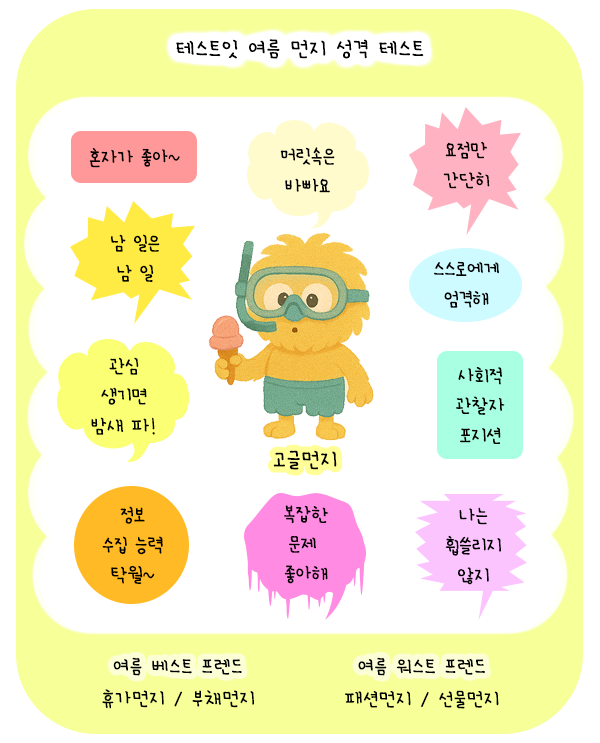 테스트잇 여름 먼지 성격 테스트
혼자가 좋아~
머릿속은
바빠요
요점만
간단히
남 일은
남 일
스스로에게
엄격해
관심
생기면
밤새 파!
사회적
관찰자
포지션
고글먼지
정보
수집 능력
탁월~
복잡한
문제
좋아해
나는
휩쓸리지
않지
여름 베스트 프렌드
휴가먼지 / 부채먼지
여름 워스트 프렌드
패션먼지 / 선물먼지